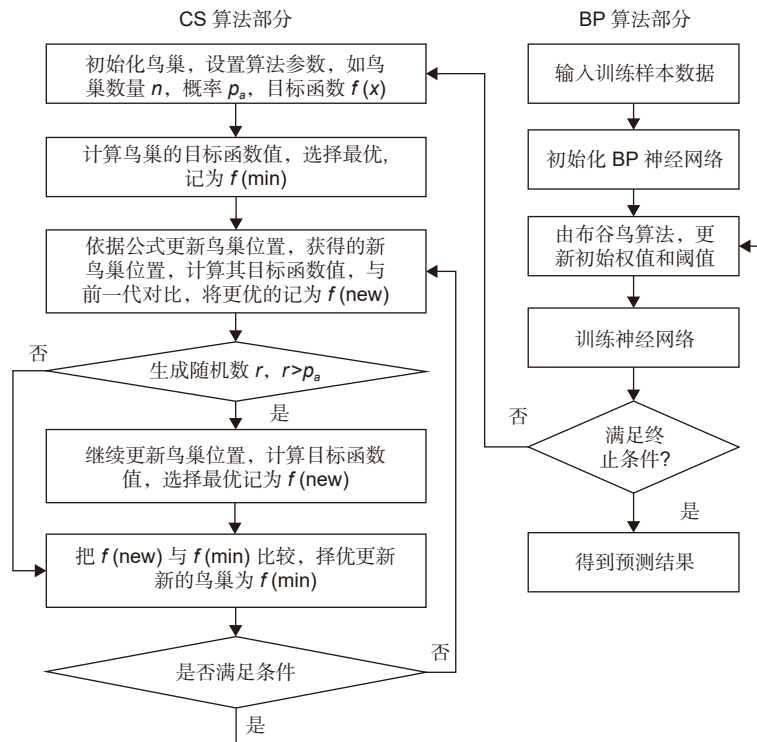 CS 算法部分
初始化鸟巢，设置算法参数，如鸟
巢数量 n，概率 pa，目标函数 f (x)
计算鸟巢的目标函数值，选择最优,
记为 f (min)
依据公式更新鸟巢位置，获得的新
鸟巢位置，计算其目标函数值，与
前一代对比，将更优的记为 f (new)
否
生成随机数 r，r>pa
是
继续更新鸟巢位置，计算目标函数
值，选择最优记为 f (new)
把 f (new) 与 f (min) 比较，择优更新
新的鸟巢为 f (min)
否
是否满足条件
是
BP 算法部分
输入训练样本数据
初始化 BP 神经网络
由布谷鸟算法，更
新初始权值和阈值
训练神经网络
否
满足终
止条件?
是
得到预测结果